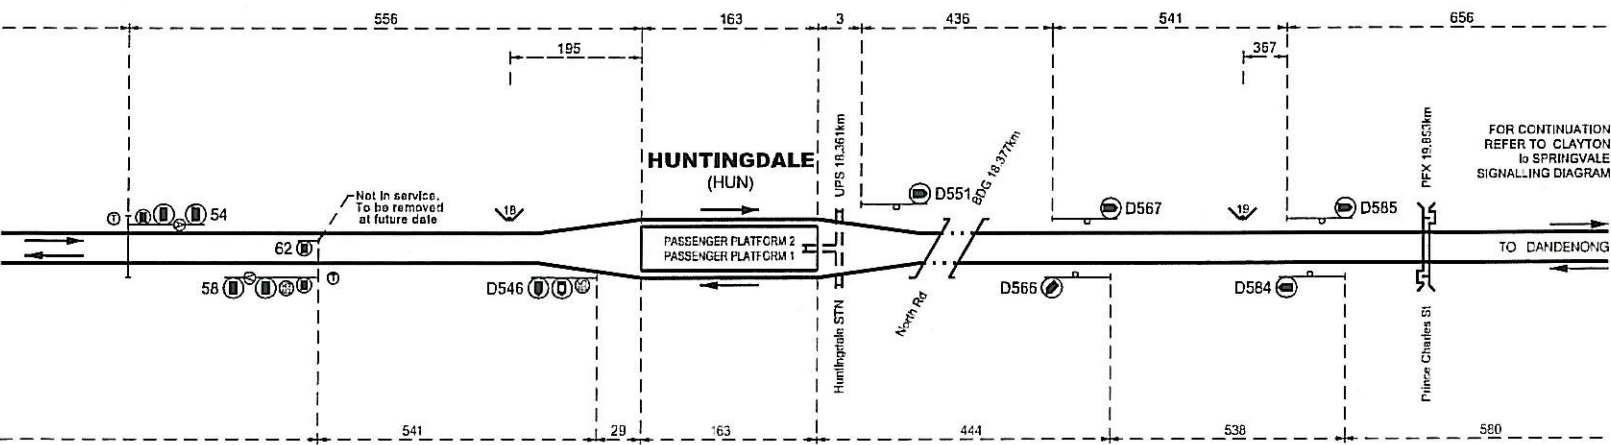 556
163
3
436
541
656
195
367
UPS 18.361km
BDG 18.377km
PFX 19.853km
FOR CONTINUATION
REFER TO CLAYTON
to SPRINGVALE
SIGNALLING DIAGRAM
HUNTINGDALE
(HUN)
Not in service.
To be removed
at future date
T
54
A
18
D551
D567
19
D585
62
PASSENGER PLATFORM 2
PASSENGER PLATFORM 1
TO DANDENONG
58
A
T
D546
D566
D584
North Rd
Huntingdale STN
Prince Charles St
541
29
163
444
538
580